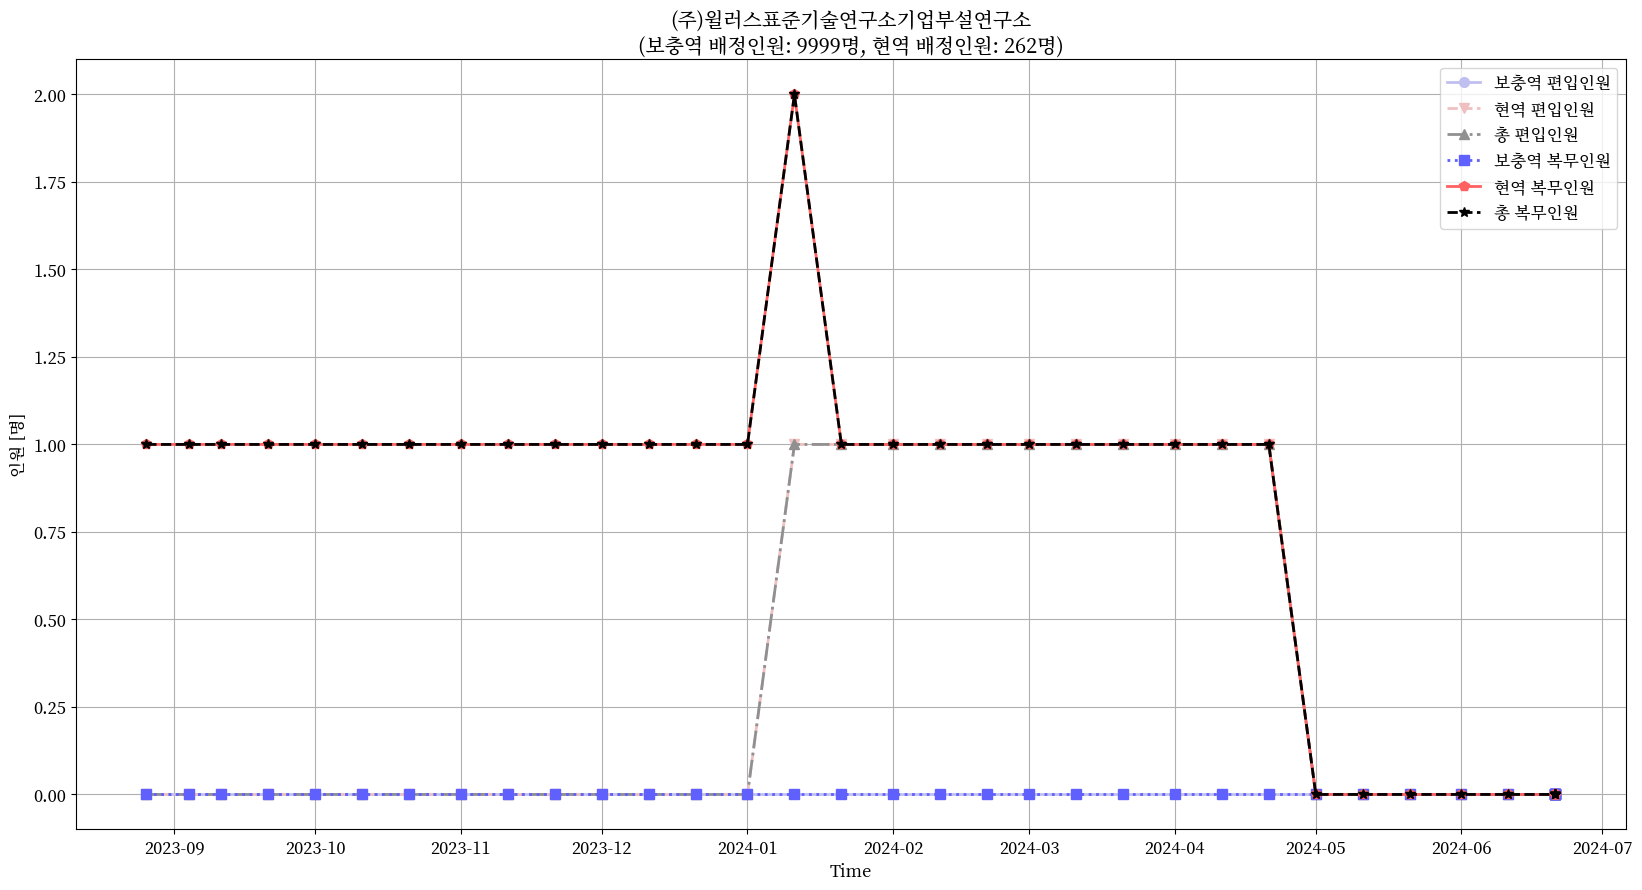 (주)윌러스표준기술연구소기업부설연구소
(보충역 배정인원: 9999명, 현역 배정인원: 262명)
보충역 편입인원
현역 편입인원
총 편입인원
보충역 복무인원
현역 복무인원
총 복무인원
2.00
1.75
1.50
1.25
1.00
0.75
0.50
0.25
0.00
인원 [명]
2023-09 2023-10 2023-11 2023-12 2024-01 2024-02 2024-03 2024-04 2024-05 2024-06 2024-07
Time